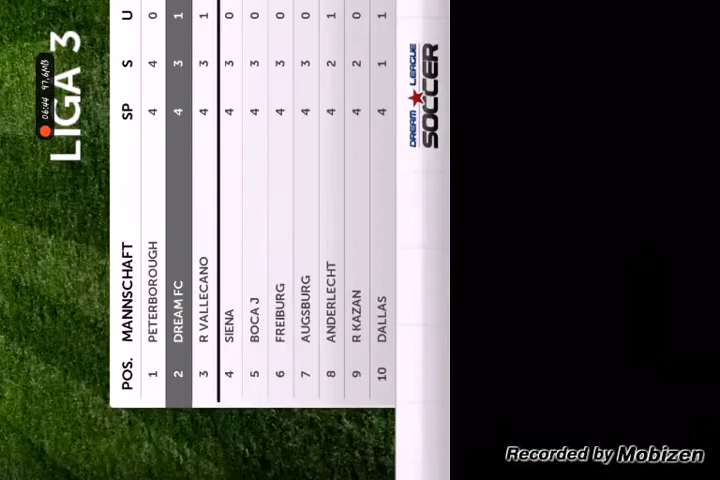 06:44 97,6MB
LIGA 3
POS. MANNSCHAFT SP S U
1 PETERBOROUGH 4 4 0
2 DREAM FC 4 3 1
3 R VALLECANO 4 3 1
4 SIENA 4 3 0
5 BOCA J 4 3 0
6 FREIBURG 4 3 0
7 AUGSBURG 4 3 0
8 ANDERLECHT 4 2 1
9 R KAZAN 4 2 0
10 DALLAS 4 1 1
DREAM LEAGUE
SOCCER
Recorded by Mobizen